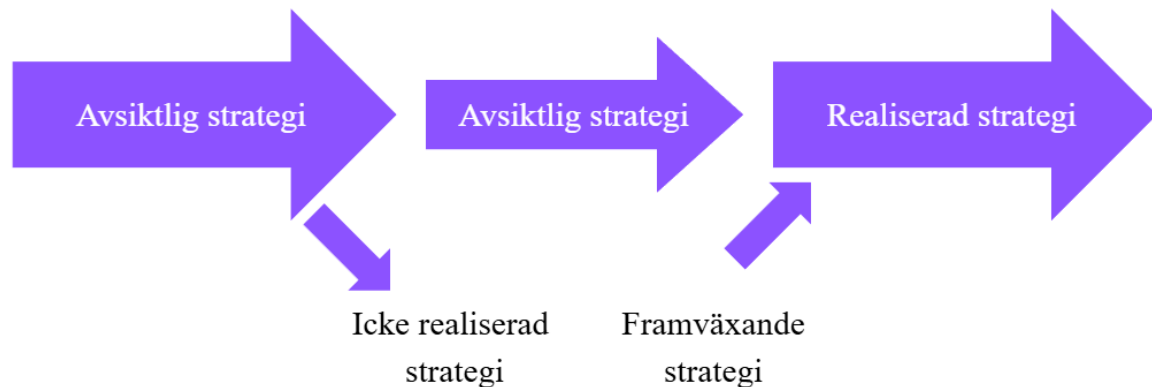 Avsiktlig strategi
Avsiktlig strategi
Realiserad strategi
Icke realiserad
strategi
Framväxande
strategi